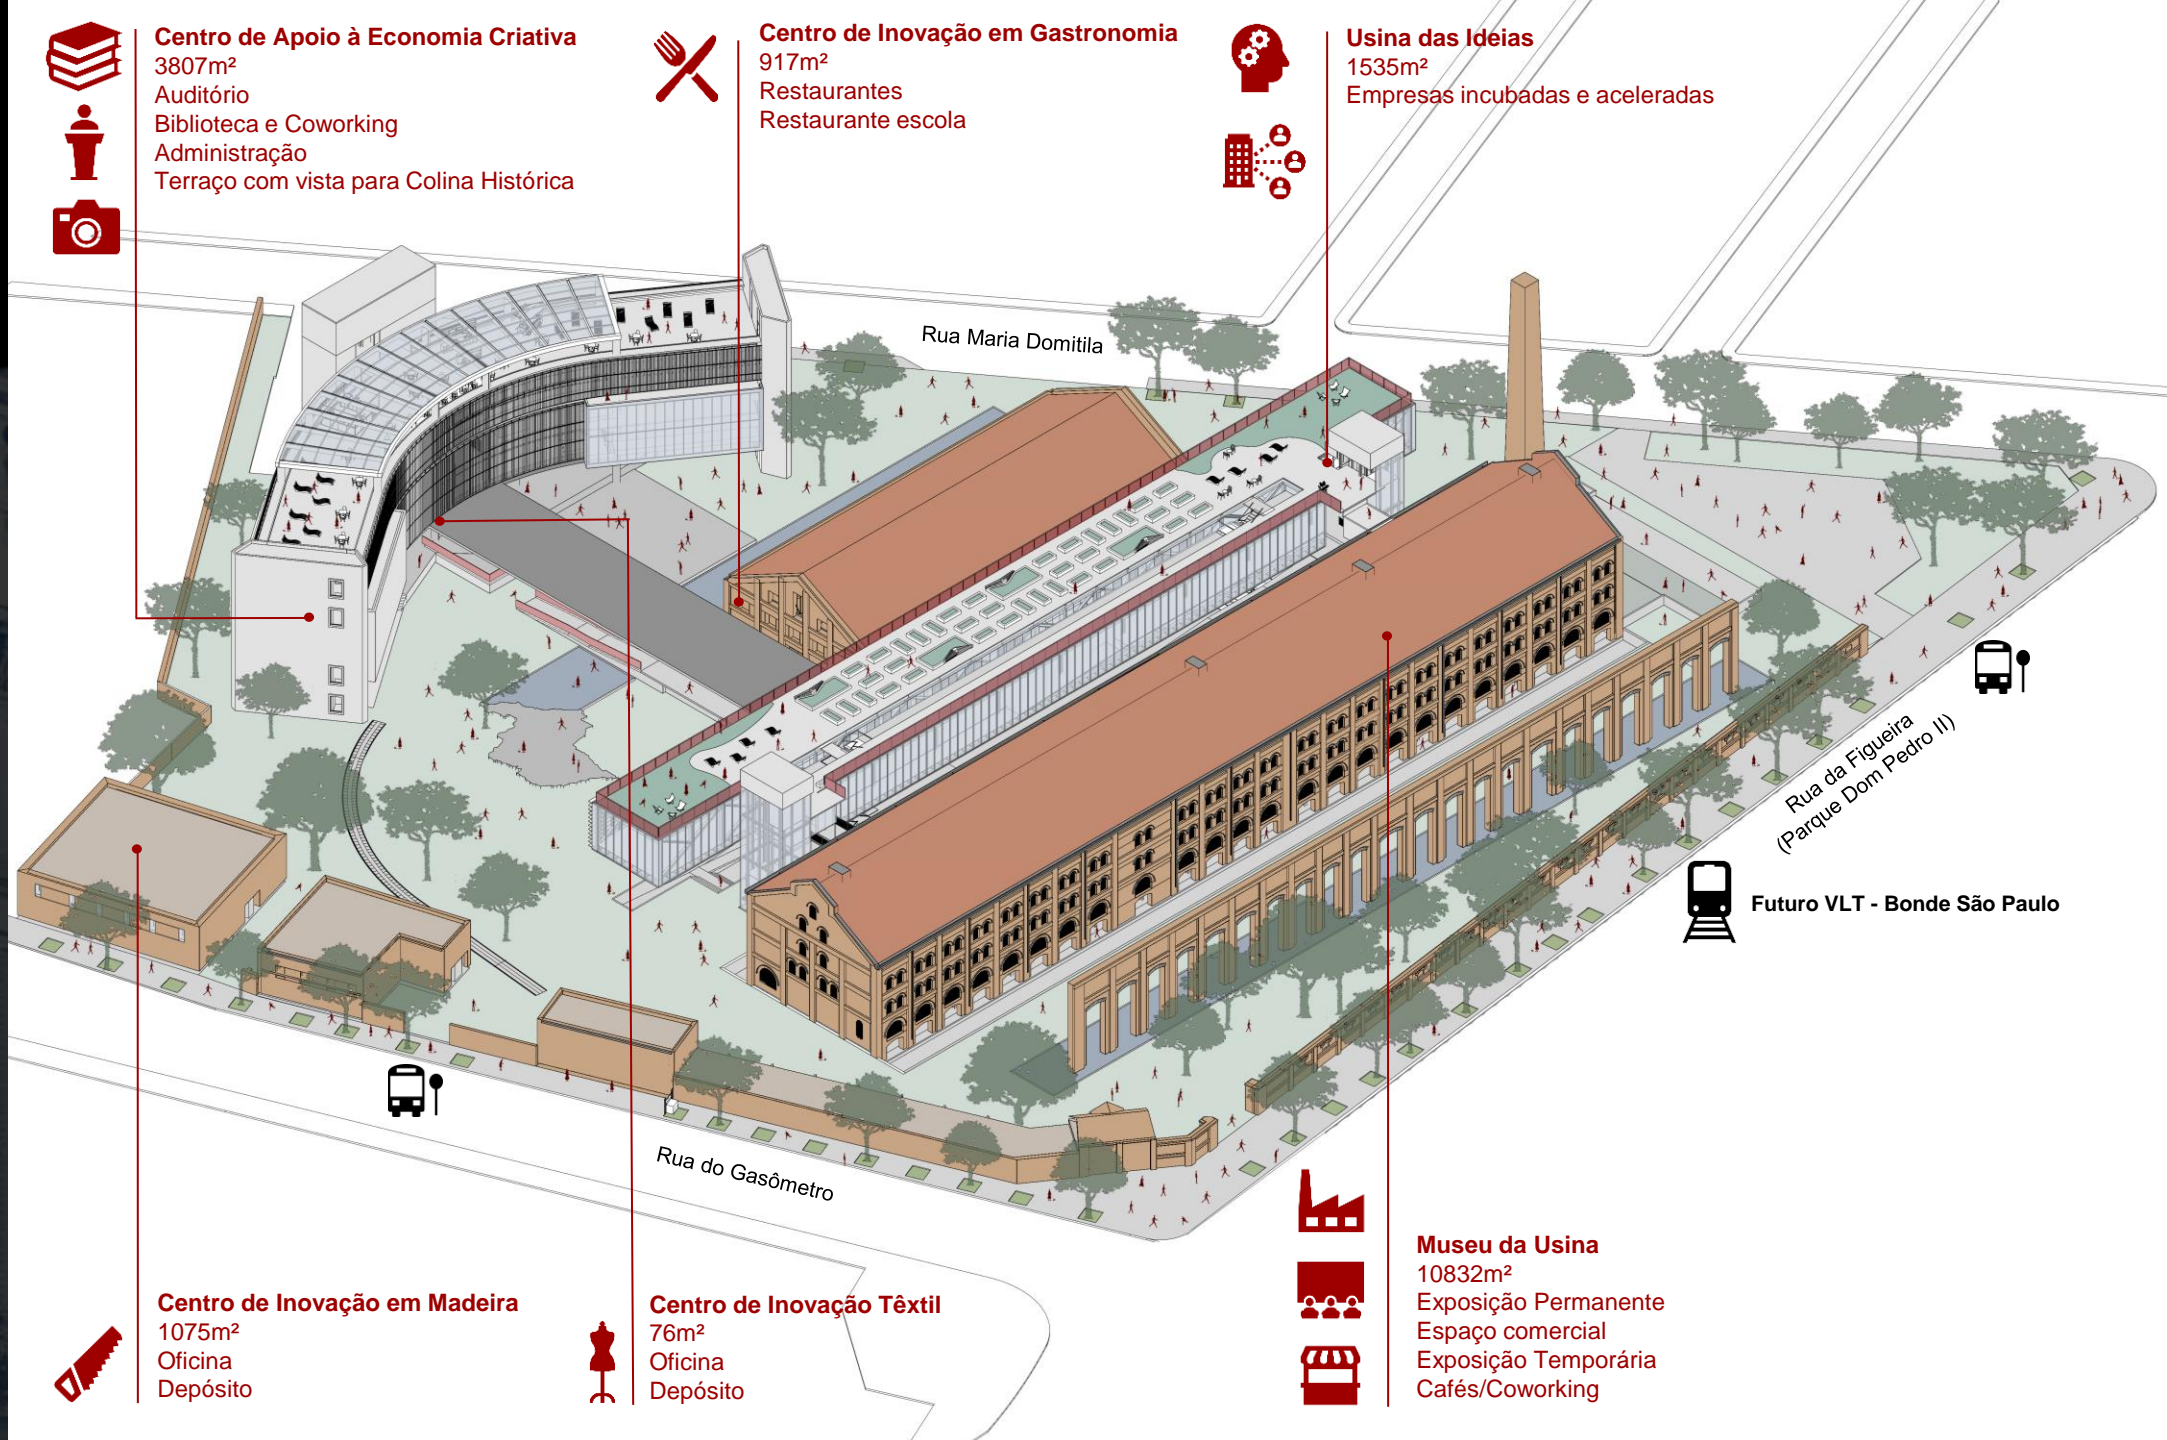 Centro de Apoio à Economia Criativa
3807m²
Auditório
Biblioteca e Coworking
Administração
Terraço com vista para Colina Histórica
Centro de Inovação em Gastronomia
917m²
Restaurantes
Restaurante escola
Usina das Ideias
1535m²
Empresas incubadas e aceleradas
Rua Maria Domitila
Rua da Figueira
(Parque Dom Pedro II)
Futuro VLT - Bonde São Paulo
Rua do Gasômetro
Centro de Inovação em Madeira
1075m²
Oficina
Depósito
Centro de Inovação Têxtil
76m²
Oficina
Depósito
Museu da Usina
10832m²
Exposição Permanente
Espaço comercial
Exposição Temporária
Cafés/Coworking